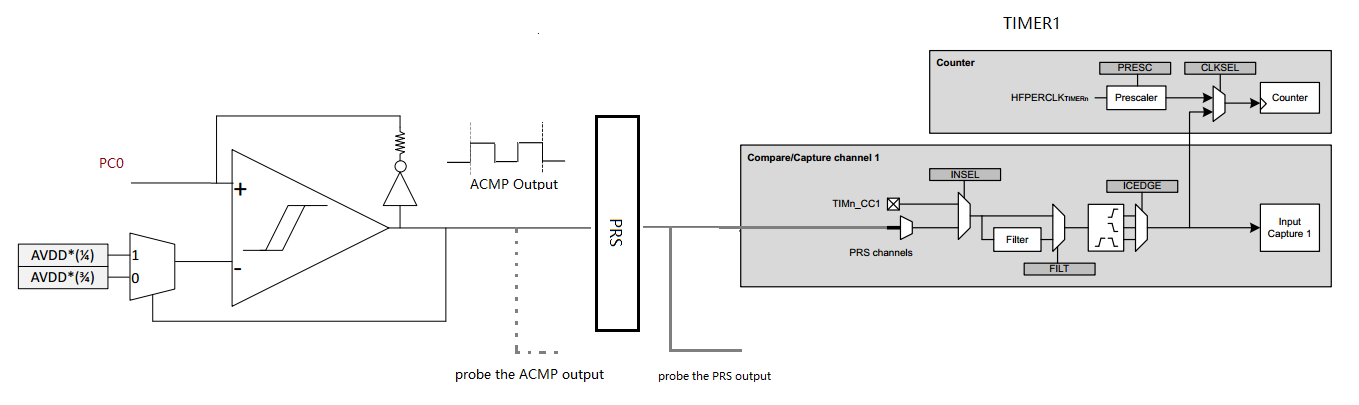 TIMER1
Counter
PRESC
CLKSEL
HFPERCLKTIMERn
Prescaler
Counter
PC0
+
ACMP Output
PRS
Compare/Capture channel 1
INSEL
ICEDGE
TIMn_CC1
Filter
Input
Capture 1
PRS channels
FILT
AVDD*(¼)
1
-
AVDD*(¾)
0
probe the ACMP output
probe the PRS output